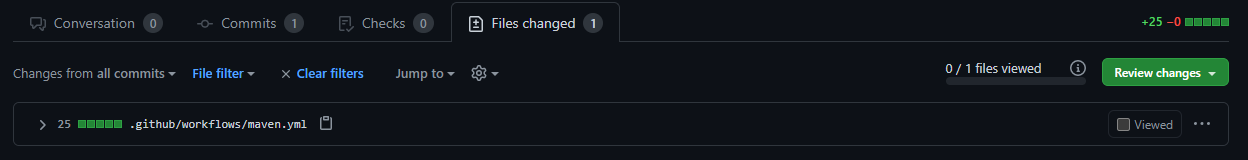 Conversation 0 Commits 1 Checks 0 Files changed 1 +25 −0
Changes from all commits File filter × Clear filters Jump to 0 / 1 files viewed Review changes
25 .github/workflows/maven.yml Viewed ...